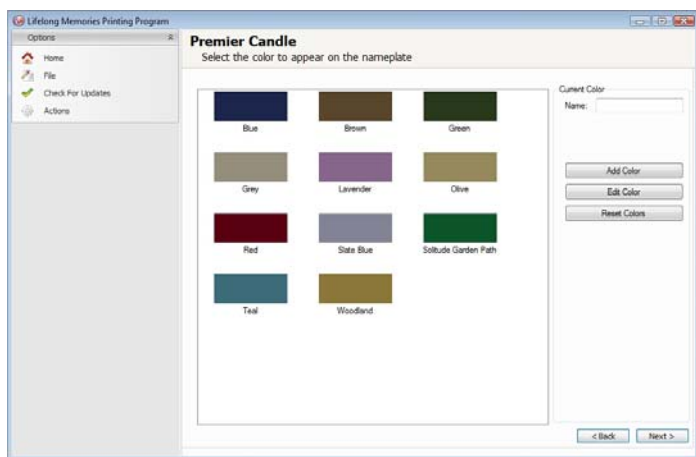 Lifelong Memories Printing Program
Options
Home
File
Check For Updates
Actions
Premier Candle
Select the color to appear on the nameplate
Blue
Brown
Green
Grey
Lavender
Olive
Red
Slate Blue
Solitude Garden Path
Teal
Woodland
Current Color
Name:
Add Color
Edit Color
Reset Colors
< Back
Next >